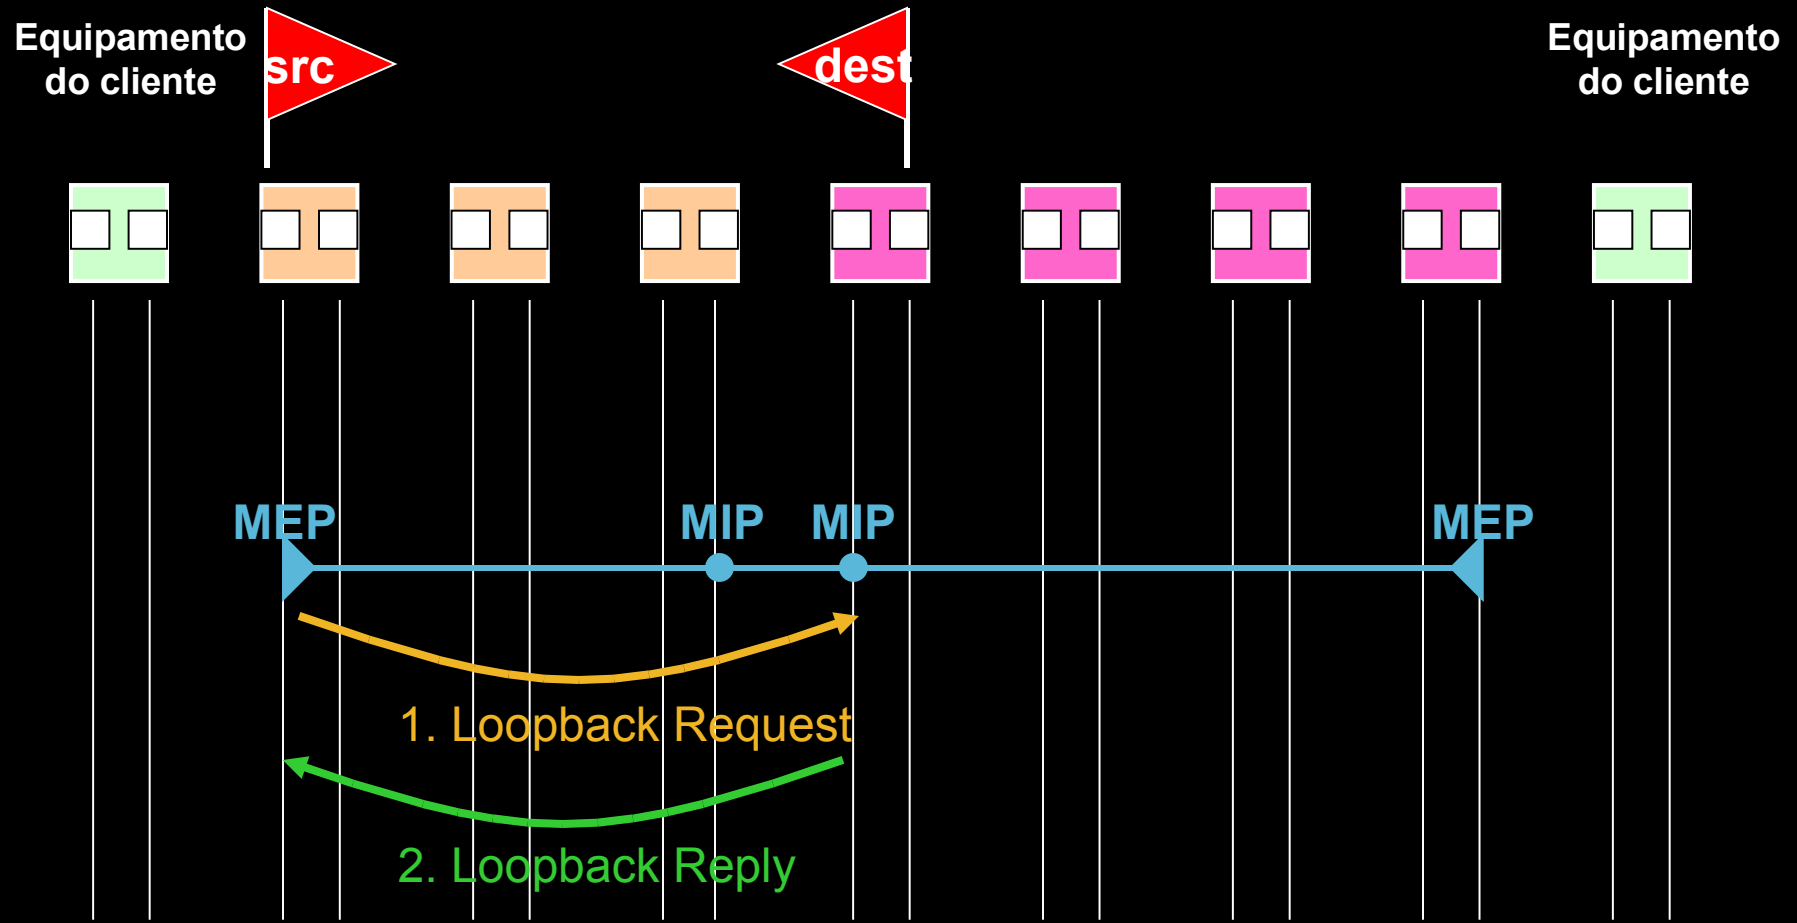 Equipamento
do cliente
src
dest
Equipamento
do cliente
MEP
MIP
MIP
MEP
1. Loopback Request
2. Loopback Reply